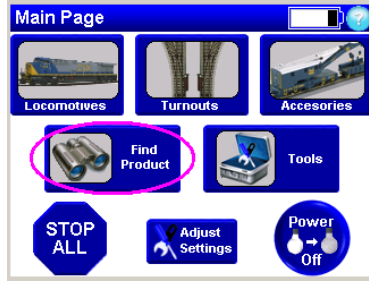 Main Page
?
Locomotives
Turnouts
Accesories
Find
Product
Tools
STOP
ALL
Adjust
Settings
Power
Off